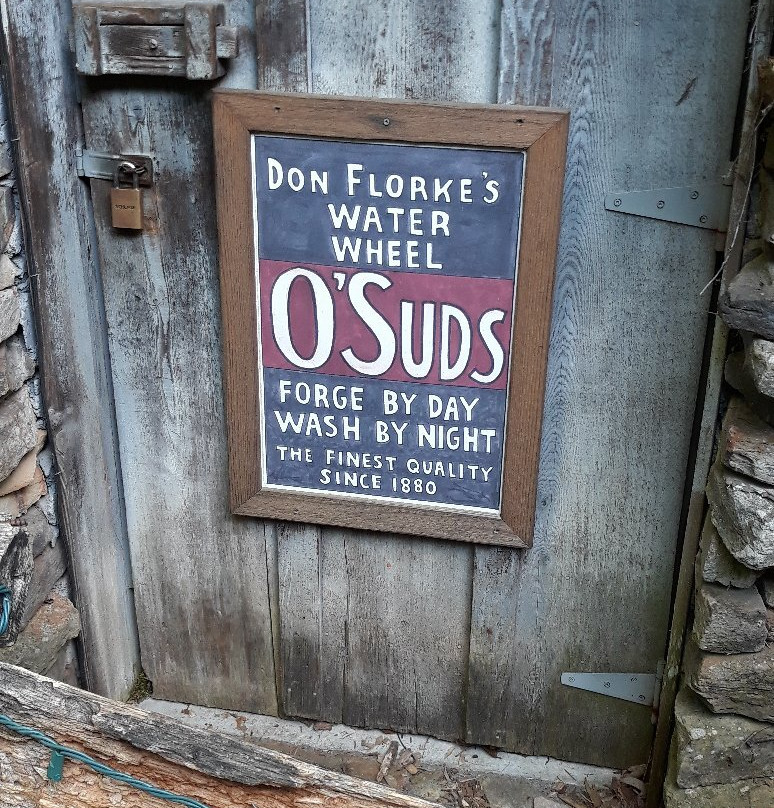 DON FLORKE'S
WATER
WHEEL
O'SUDS
FORGE BY DAY
WASH BY NIGHT
THE FINEST QUALITY
SINCE 1880